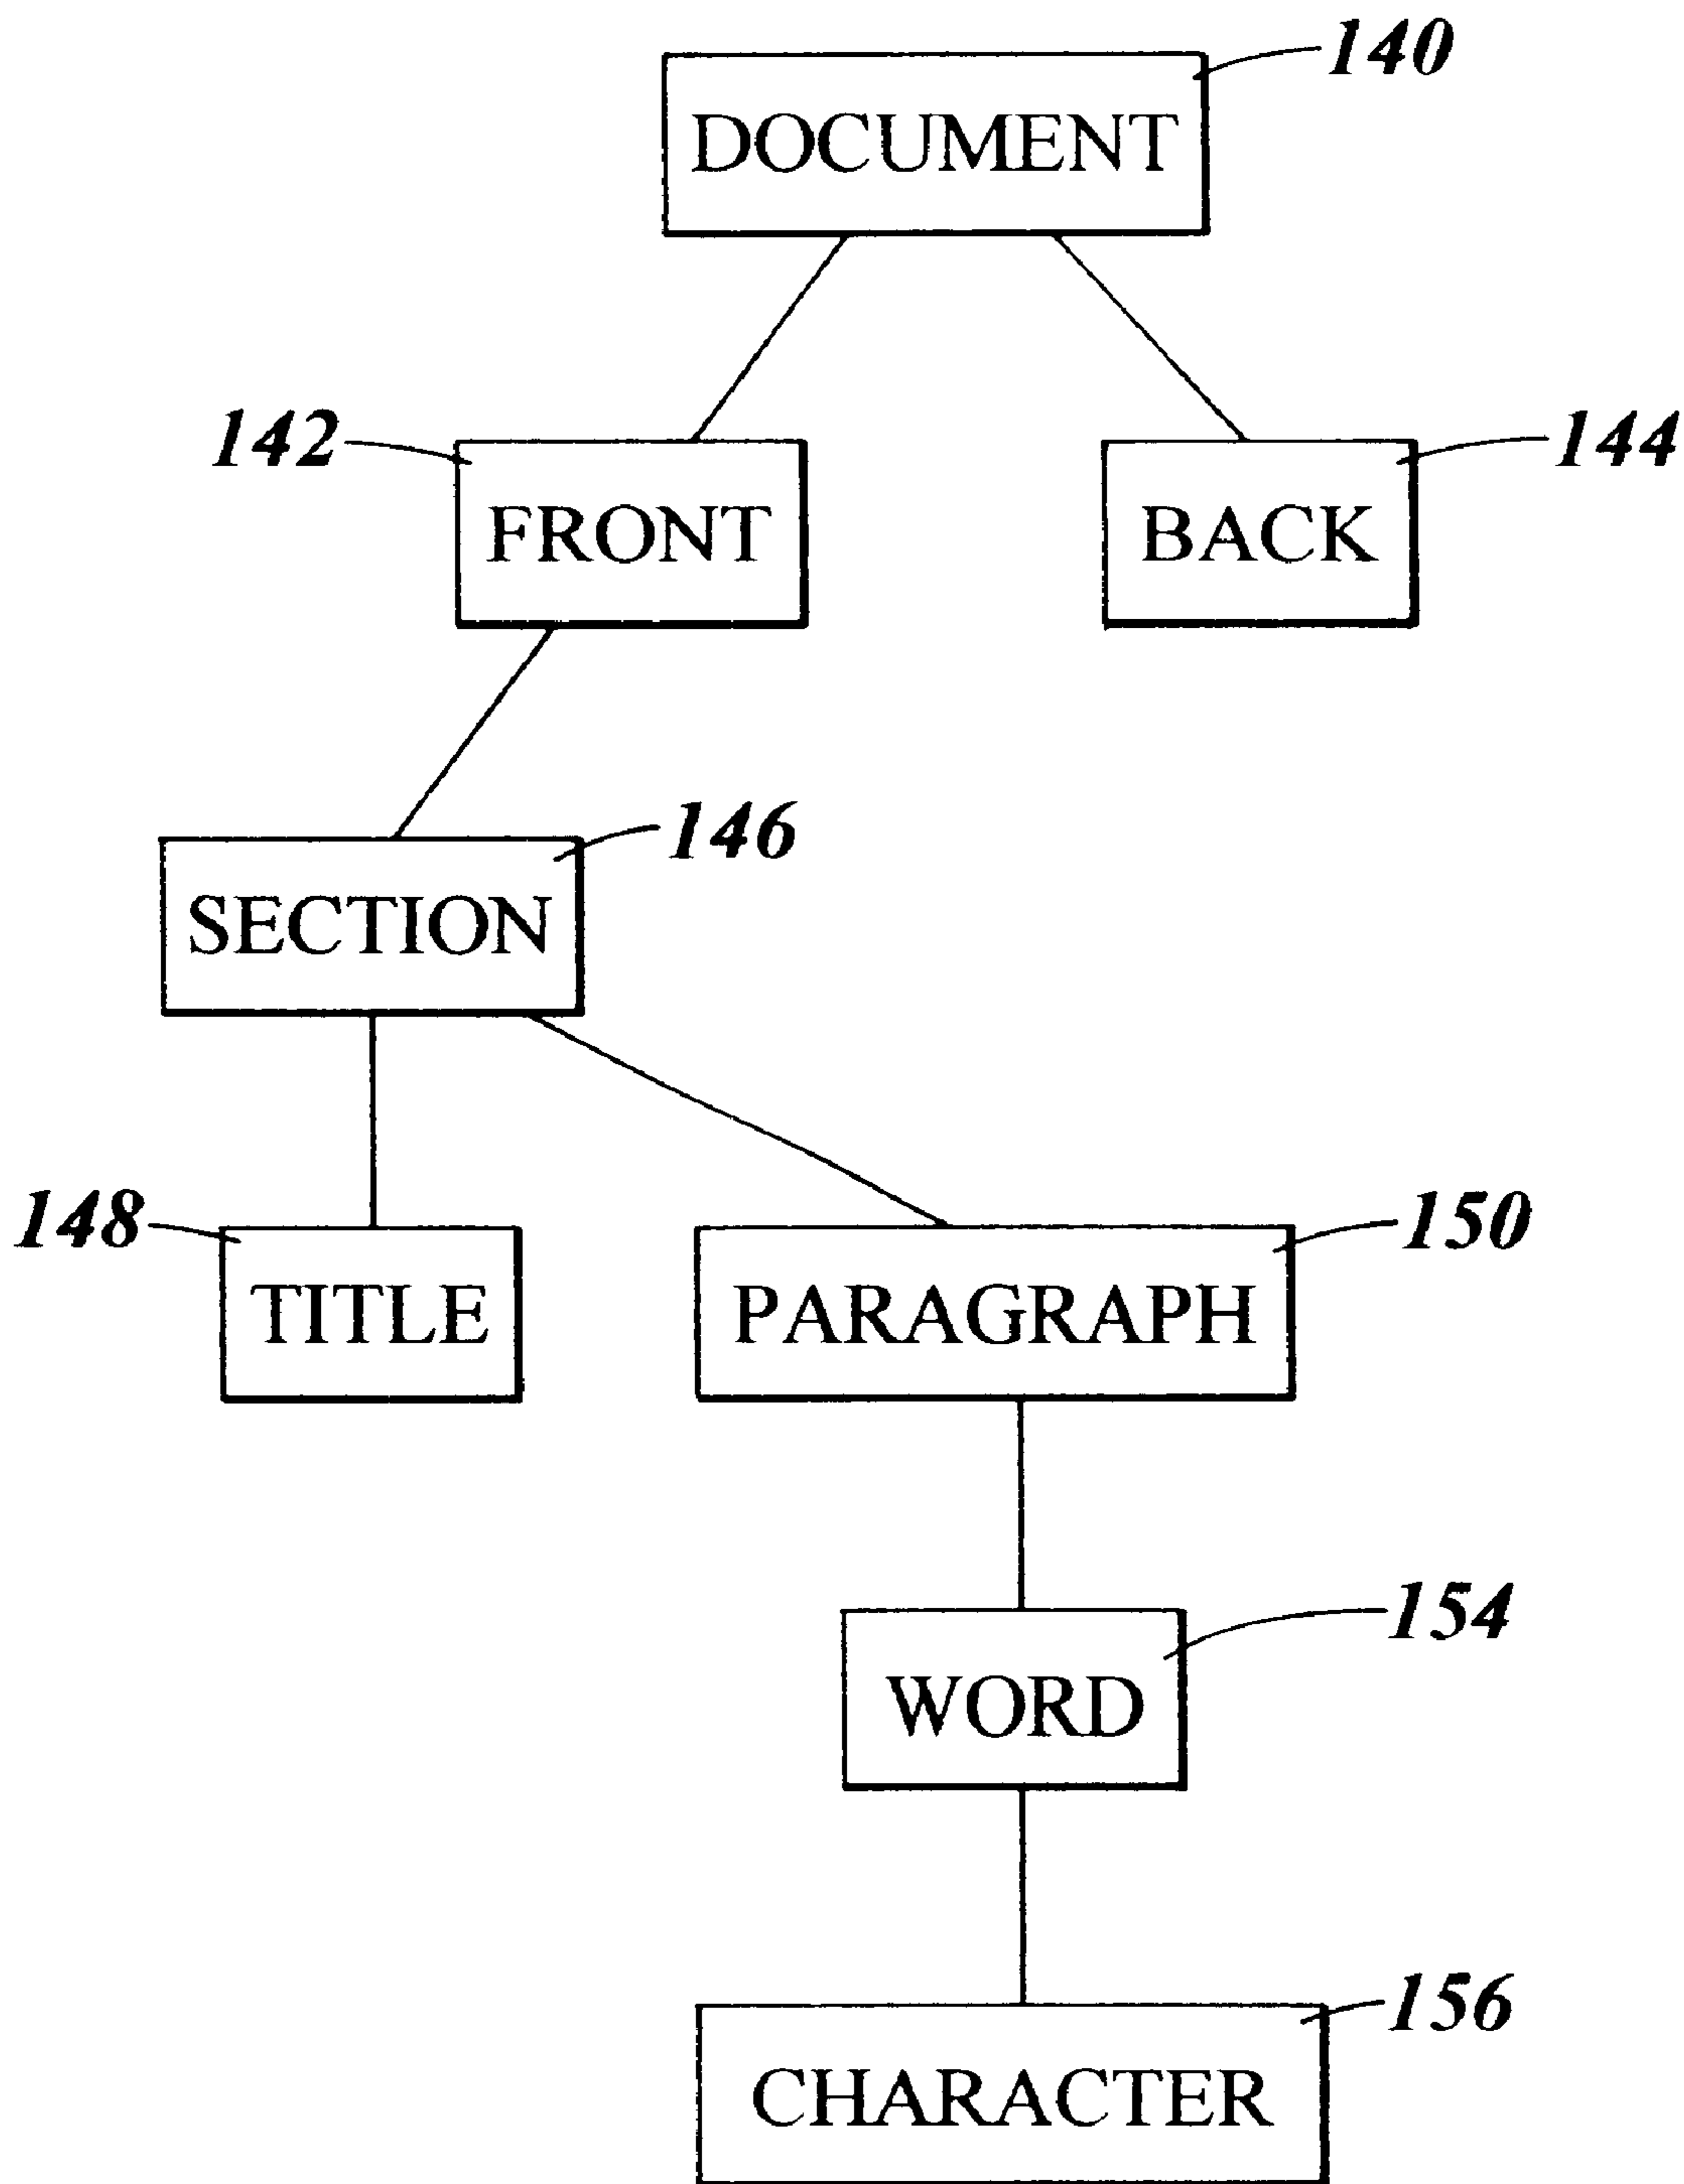 140
DOCUMENT
142
144
FRONT
BACK
146
SECTION
148
150
TITLE
PARAGRAPH
154
WORD
156
CHARACTER